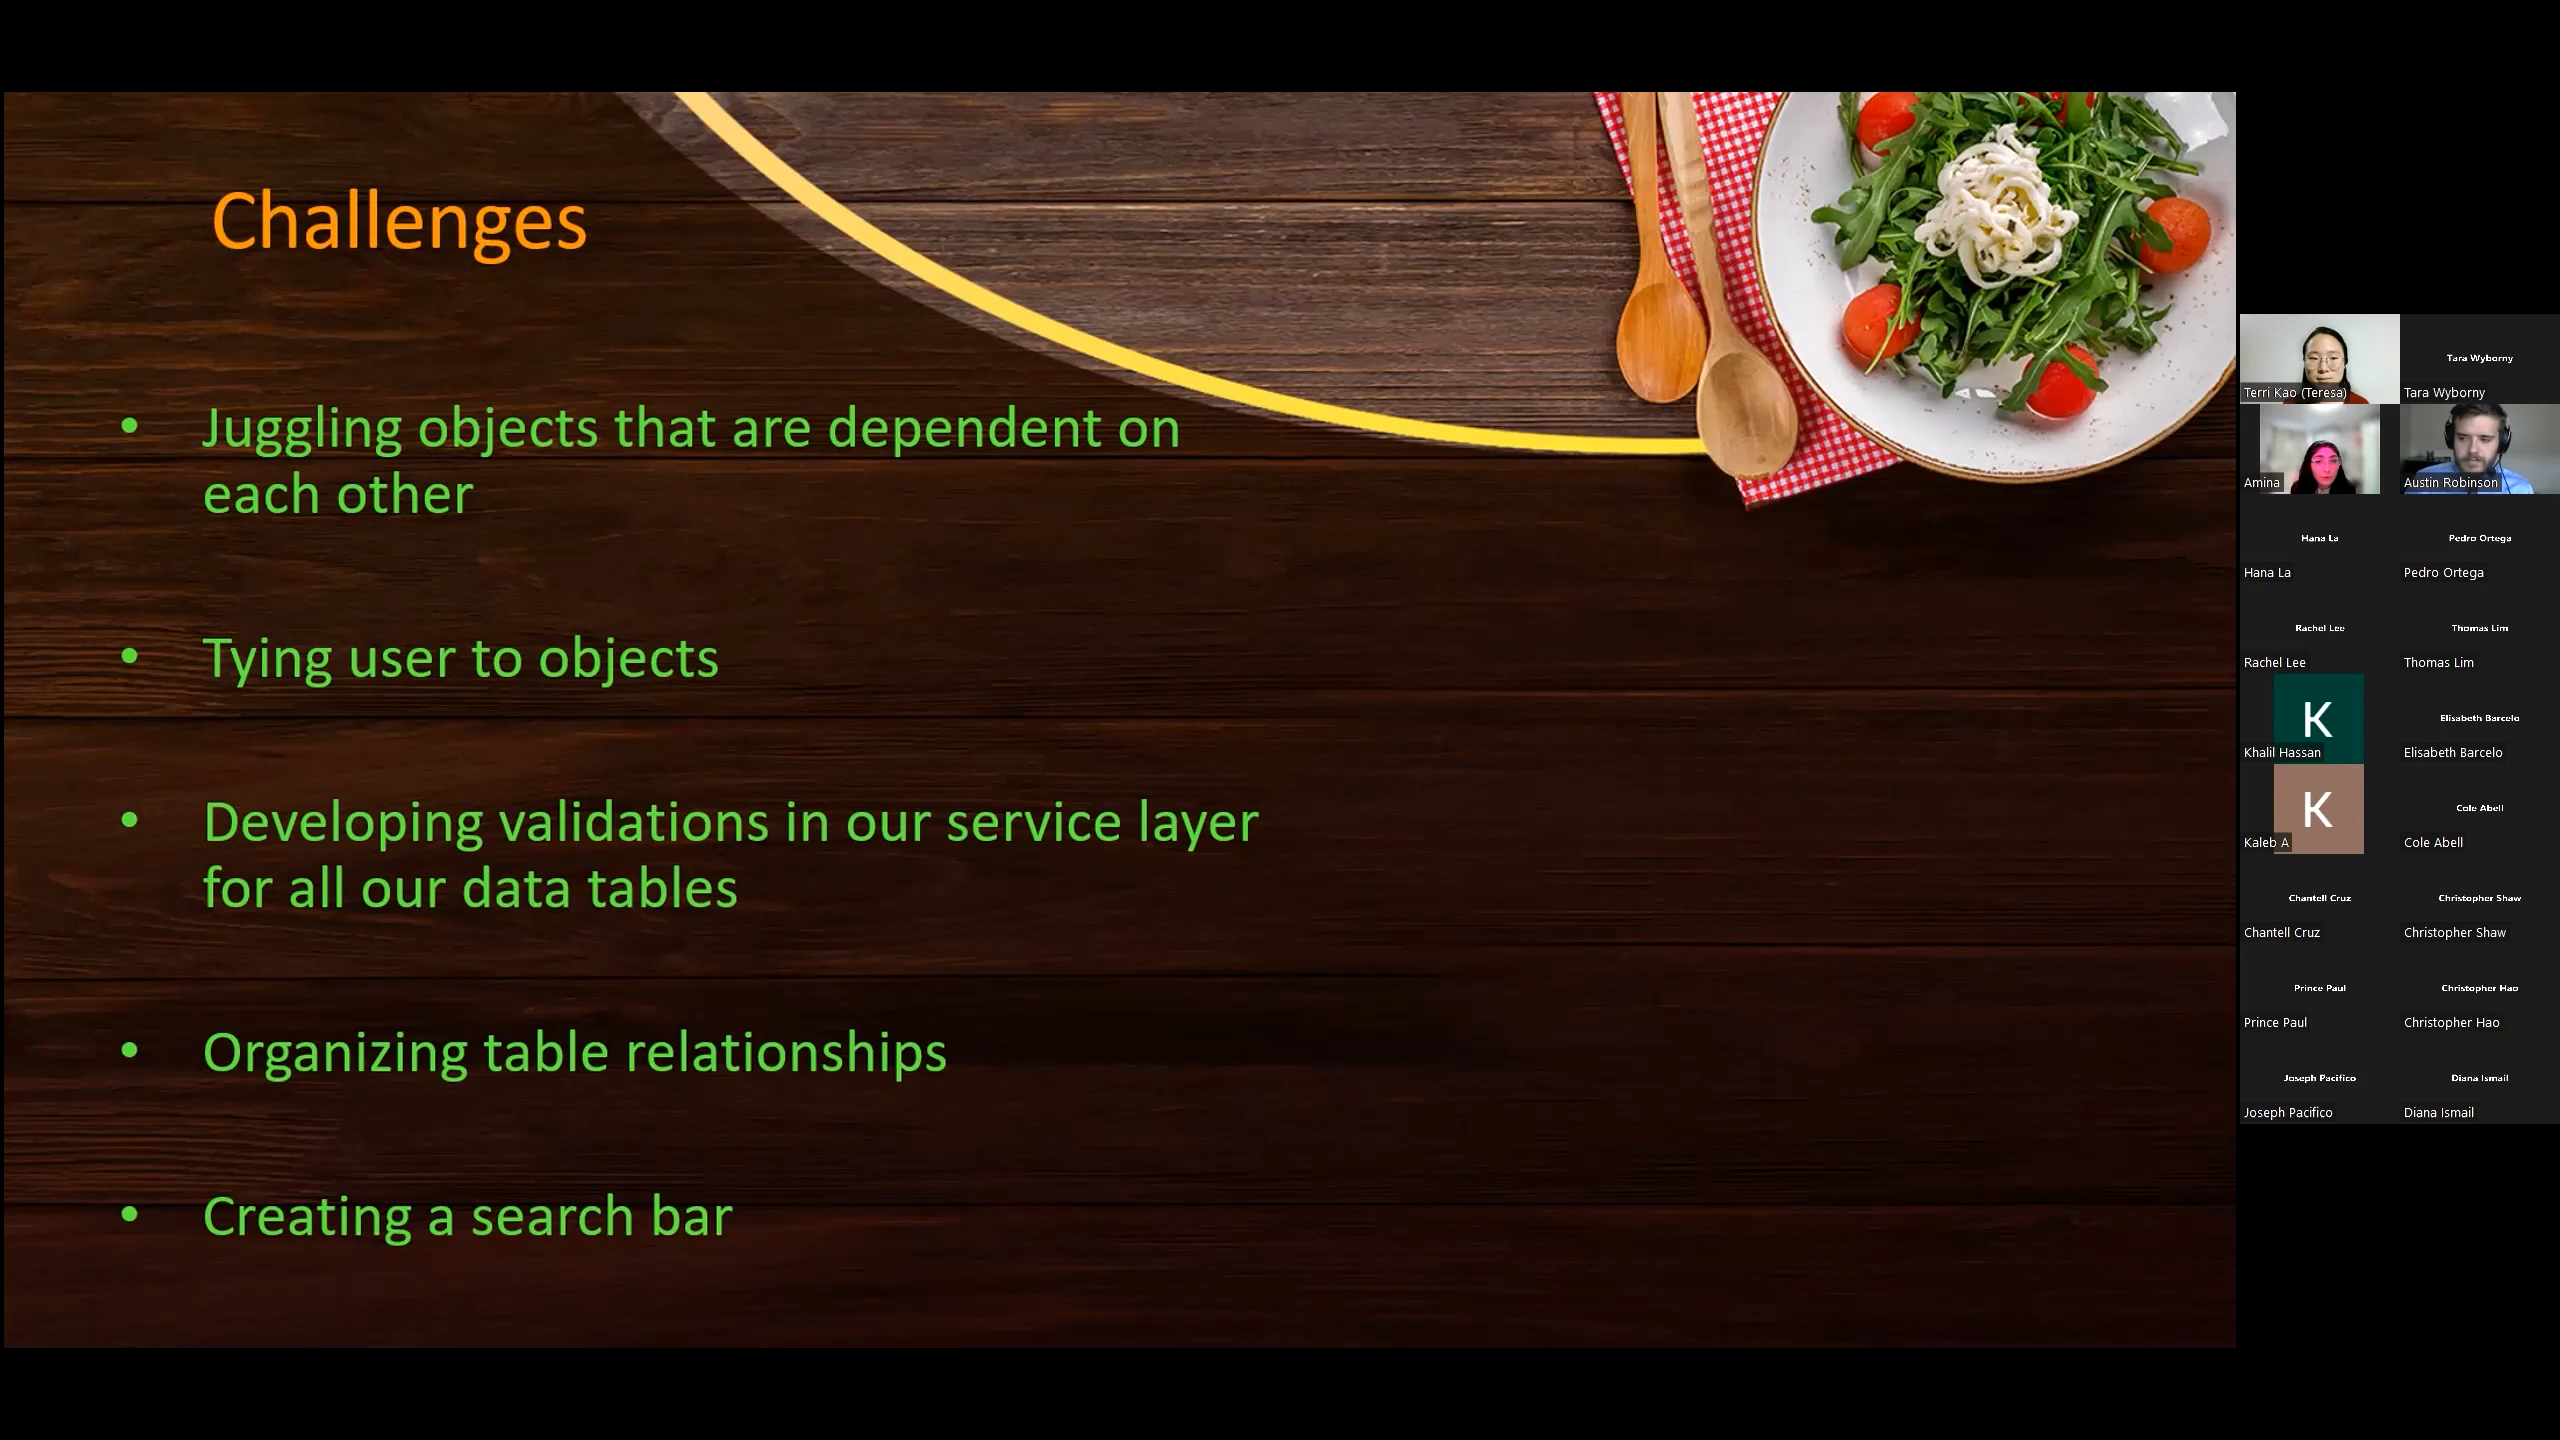 Challenges
• Juggling objects that are dependent on
each other
• Tying user to objects
• Developing validations in our service layer
for all our data tables
• Organizing table relationships
• Creating a search bar
Terri Kao (Teresa)
Tara Wyborny
Tara Wyborny
Amina
Austin Robinson
Hana La
Hana La
Pedro Ortega
Pedro Ortega
Rachel Lee
Rachel Lee
Thomas Lim
Thomas Lim
K
Khalil Hassan
Elisabeth Barcelo
Elisabeth Barcelo
K
Kaleb A
Cole Abell
Cole Abell
Chantell Cruz
Chantell Cruz
Christopher Shaw
Christopher Shaw
Prince Paul
Prince Paul
Christopher Hao
Christopher Hao
Joseph Pacifico
Joseph Pacifico
Diana Ismail
Diana Ismail